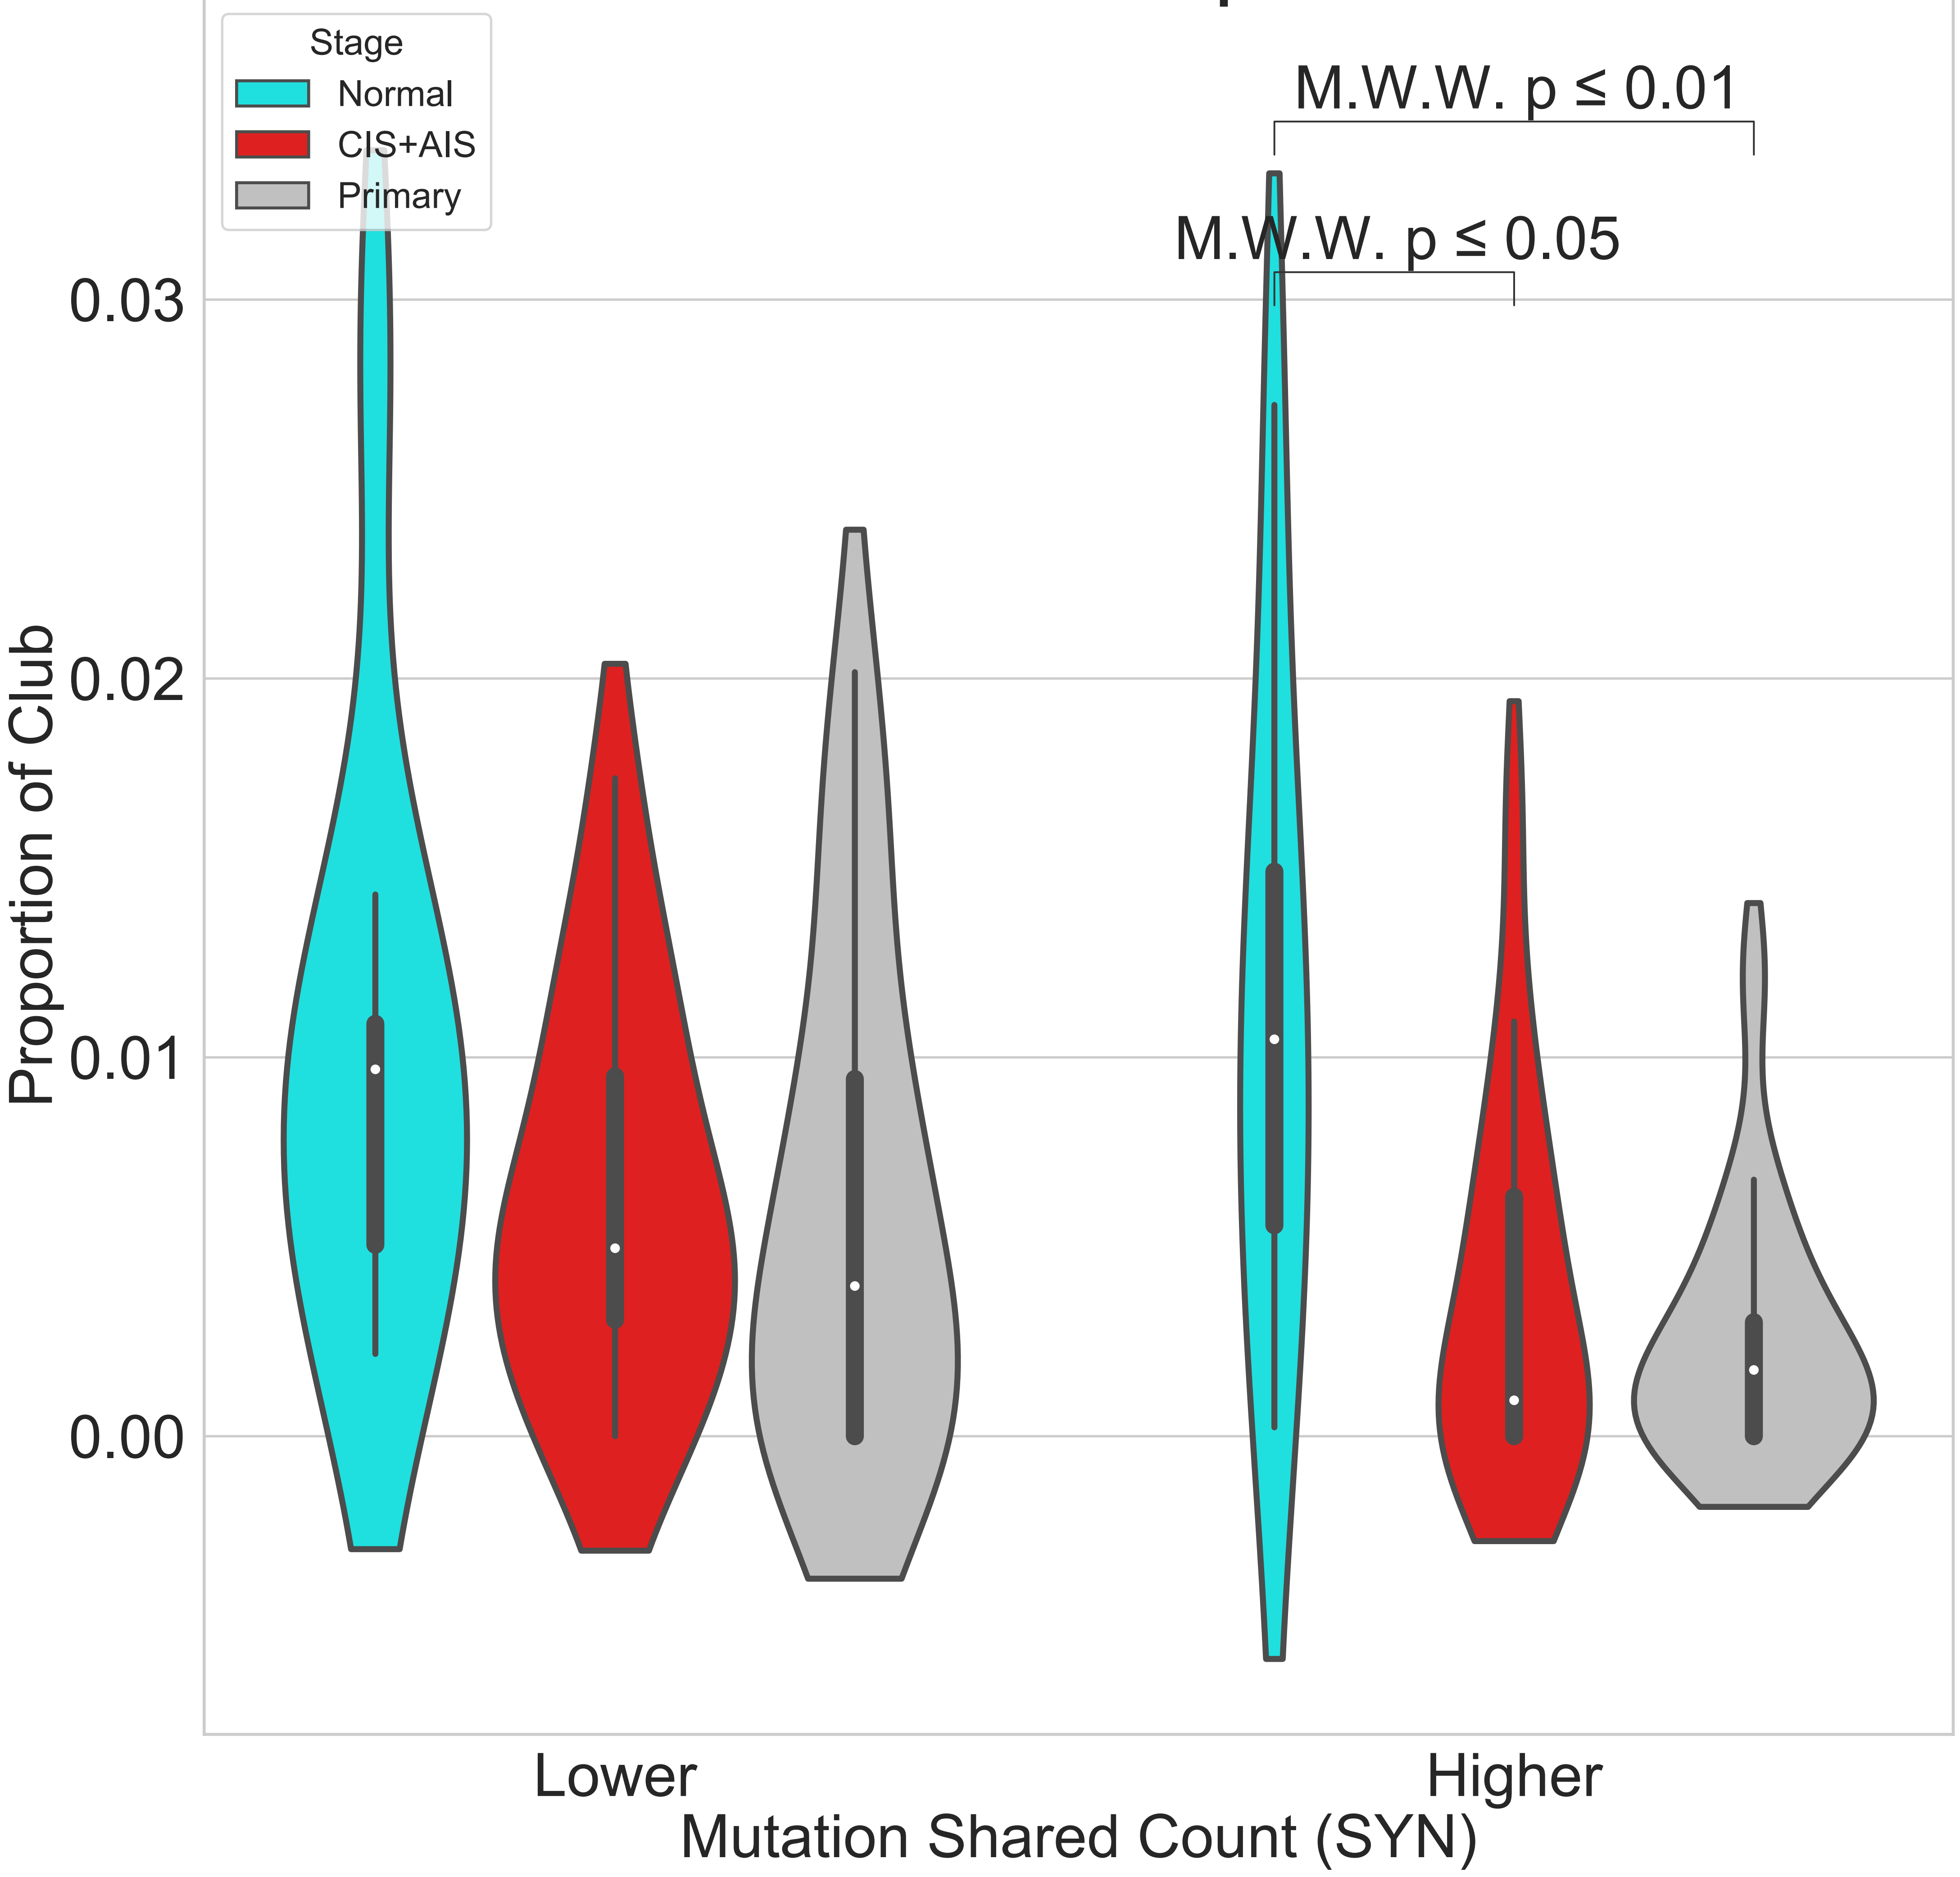 Stage
Normal
CIS+AIS
Primary
M.W.W. p ≤ 0.01
M.W.W. p ≤ 0.05
0.03
0.02
0.01
0.00
Proportion of Club
Lower
Higher
Mutation Shared Count (SYN)